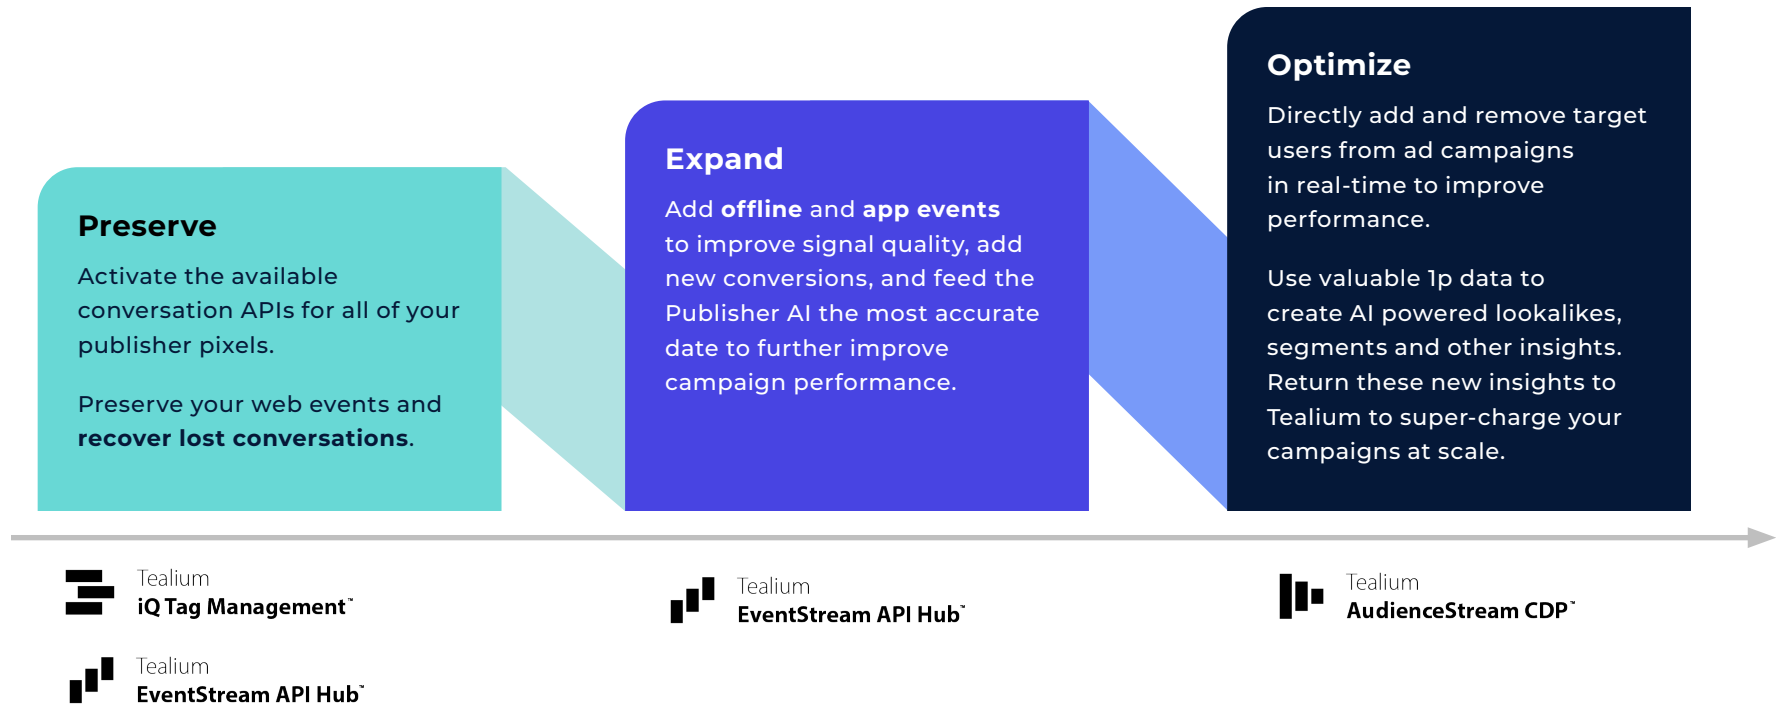 Preserve
Activate the available
conversation APIs for all of your
publisher pixels.
Preserve your web events and
recover lost conversations.
Expand
Add offline and app events
to improve signal quality, add
new conversions, and feed the
Publisher AI the most accurate
date to further improve
campaign performance.
Optimize
Directly add and remove target
users from ad campaigns
in real-time to improve
performance.
Use valuable 1p data to
create AI powered lookalikes,
segments and other insights.
Return these new insights to
Tealium to super-charge your
campaigns at scale.
Tealium
iQ Tag Management™
Tealium
EventStream API Hub™
Tealium
EventStream API Hub™
Tealium
AudienceStream CDP™